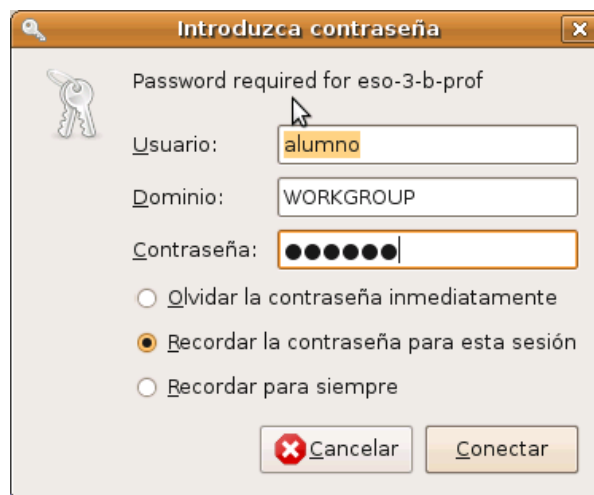 Introduzca contraseña
Password required for eso-3-b-prof
Usuario: alumno
Dominio: WORKGROUP
Contraseña: ●●●●●●
Olvidar la contraseña inmediatamente
Recordar la contraseña para esta sesión
Recordar para siempre
Cancelar Conectar